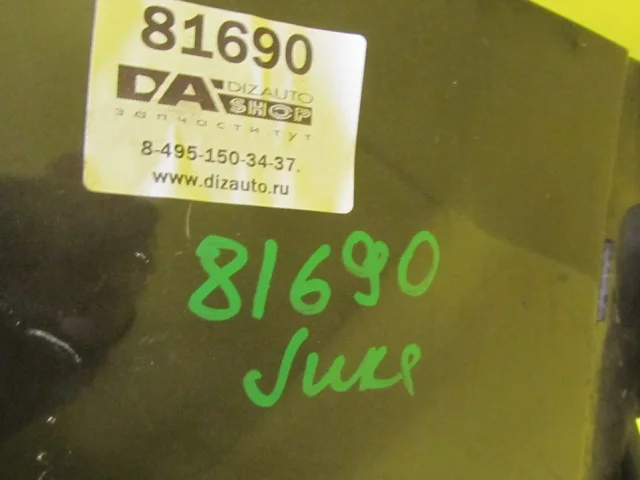 81690
DA
DIZAUTO
SHOP
запчасти.тут
8-495-150-34-37.
www.dizauto.ru
81690
Juke